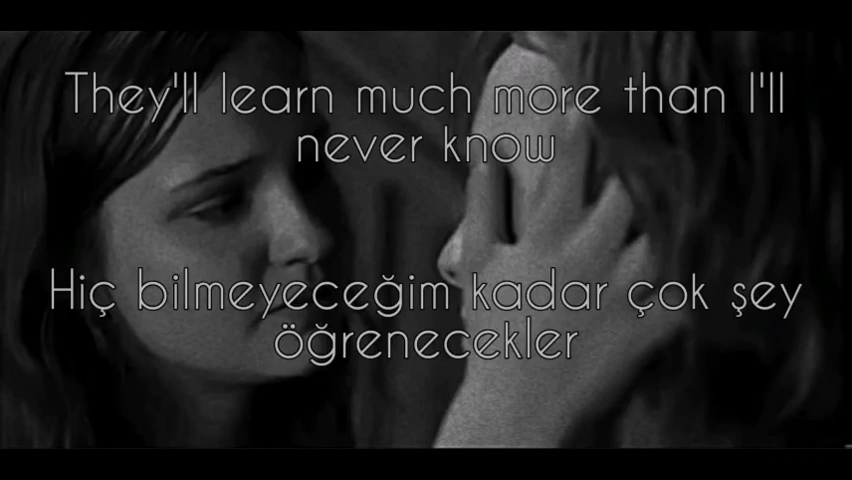 They'll learn much more than I'll
never know
Hiç bilmeyeceğim kadar çok şey
öğrenecekler